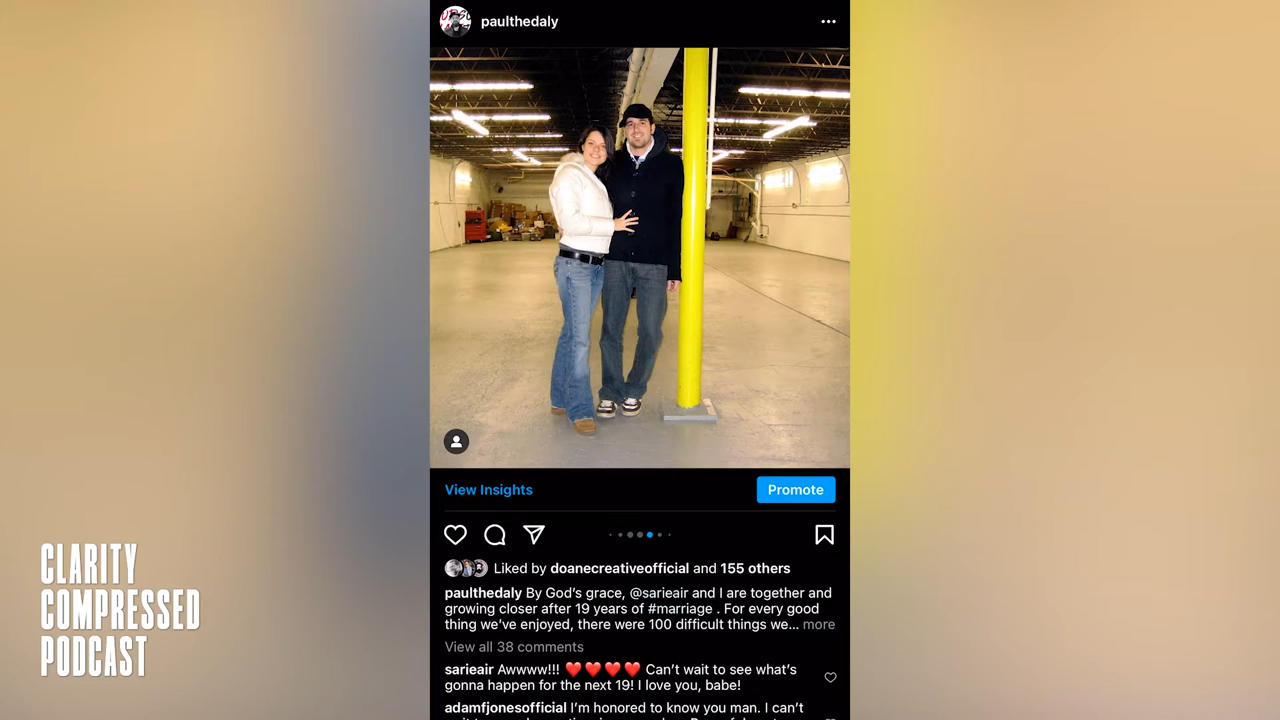 paulthedaly
View Insights
Promote
Liked by doanecreativeofficial and 155 others
paulthedaly By God's grace, @sarieair and I are together and
growing closer after 19 years of #marriage . For every good
thing we've enjoyed, there were 100 difficult things we... more
View all 38 comments
sarieair Awwww!!! ❤️❤️❤️❤️ Can't wait to see what's
gonna happen for the next 19! I love you, babe!
adamfjonesofficial I'm honored to know you man. I can't
CLARITY
COMPRESSED
PODCAST